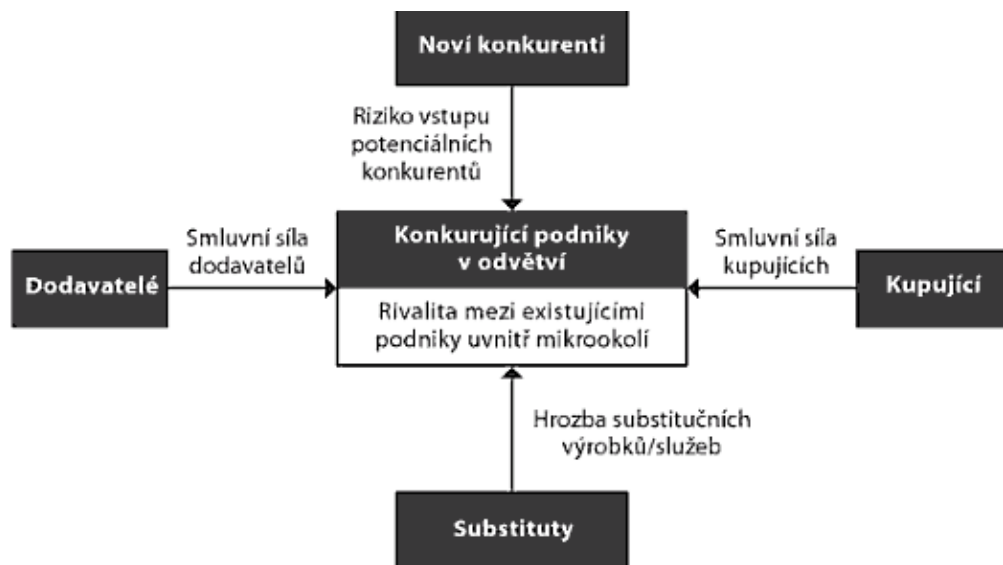 Noví konkurenti
Riziko vstupu
potenciálních
konkurentů
Smluvní síla
dodavatelů
Konkurující podniky
v odvětví
Smluvní síla
kupujících
Dodavatelé
Kupující
Rivalita mezi existujícími
podniky uvnitř mikrookolí
Hrozba substitučních
výrobků/služeb
Substituty